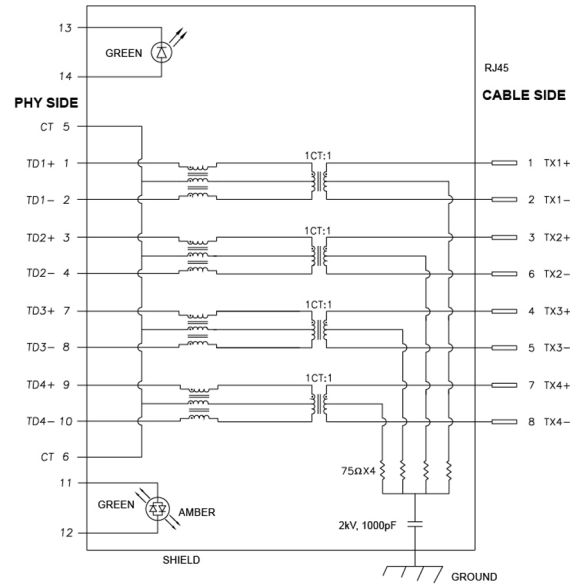 13
GREEN
14
RJ45
PHY SIDE
CABLE SIDE
CT 5
1CT:1
TD1+ 1
1 TX1+
TD1- 2
2 TX1-
1CT:1
TD2+ 3
3 TX2+
TD2- 4
6 TX2-
1CT:1
TD3+ 7
4 TX3+
TD3- 8
5 TX3-
1CT:1
TD4+ 9
7 TX4+
TD4- 10
8 TX4-
CT 6
75ΩX4
11
GREEN
AMBER
12
2kV, 1000pF
SHIELD
GROUND